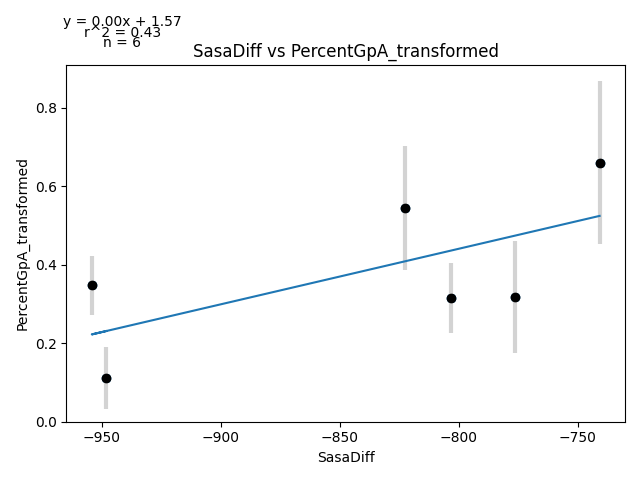 y = 0.00x + 1.57
r^2 = 0.43
n = 6
SasaDiff vs PercentGpA_transformed
PercentGpA_transformed
0.8
0.6
0.4
0.2
0.0
−950
−900
−850
−800
−750
SasaDiff